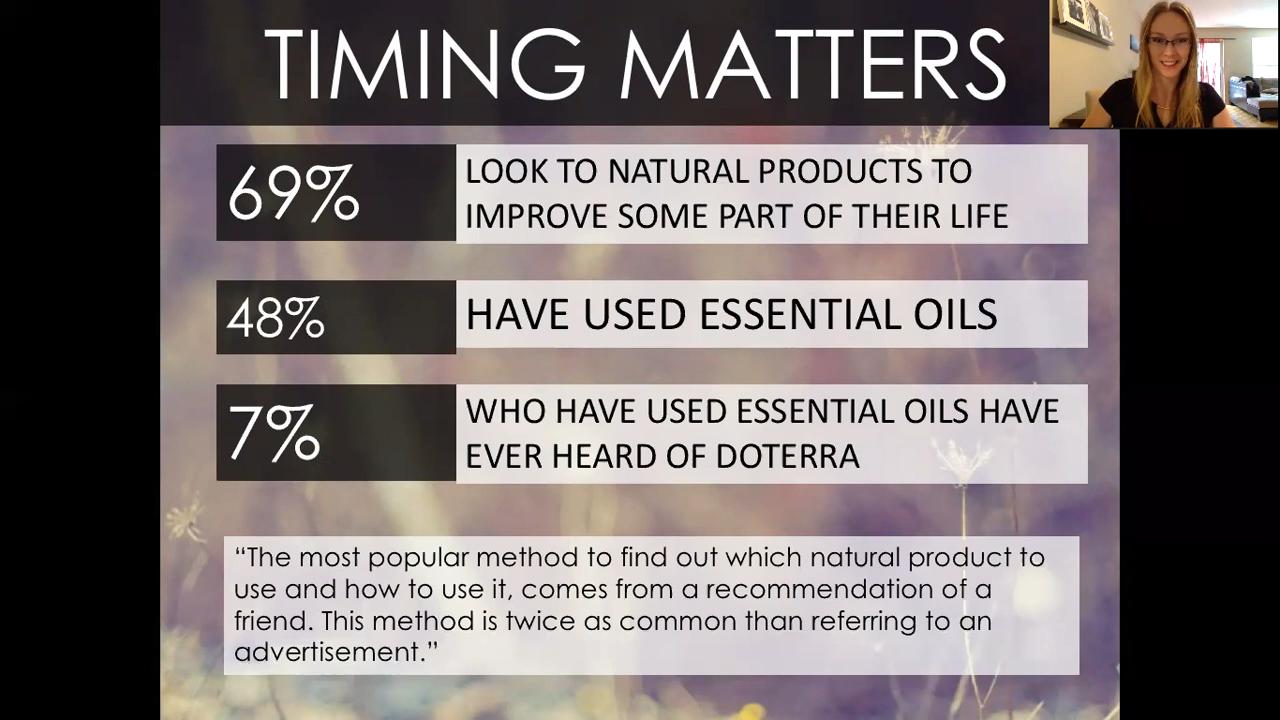 TIMING MATTERS
69%
LOOK TO NATURAL PRODUCTS TO
IMPROVE SOME PART OF THEIR LIFE
48%
HAVE USED ESSENTIAL OILS
7%
WHO HAVE USED ESSENTIAL OILS HAVE
EVER HEARD OF DOTERRA
“The most popular method to find out which natural product to
use and how to use it, comes from a recommendation of a
friend. This method is twice as common than referring to an
advertisement.”